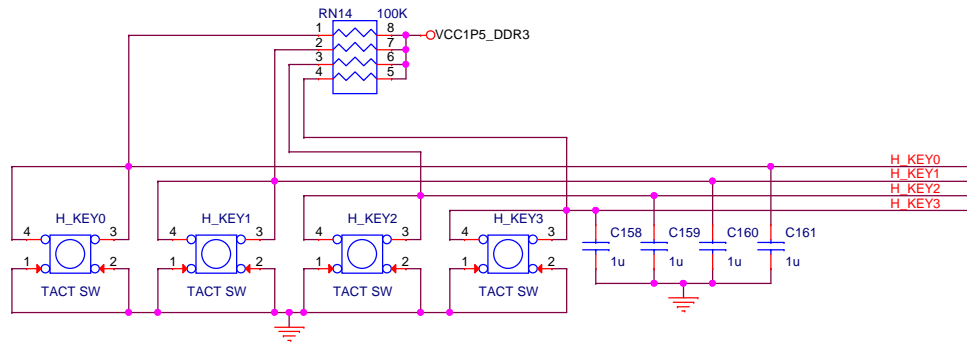 RN14 100K
1 8
2 7
3 6
4 5
VCC1P5_DDR3
H_KEY0
H_KEY1
H_KEY2
H_KEY3
H_KEY0 H_KEY1 H_KEY2 H_KEY3
4 3 4 3 4 3 4 3
C158 C159 C160 C161
1 2 1 2 1 2 1 2
1u 1u 1u 1u
TACT SW TACT SW TACT SW TACT SW